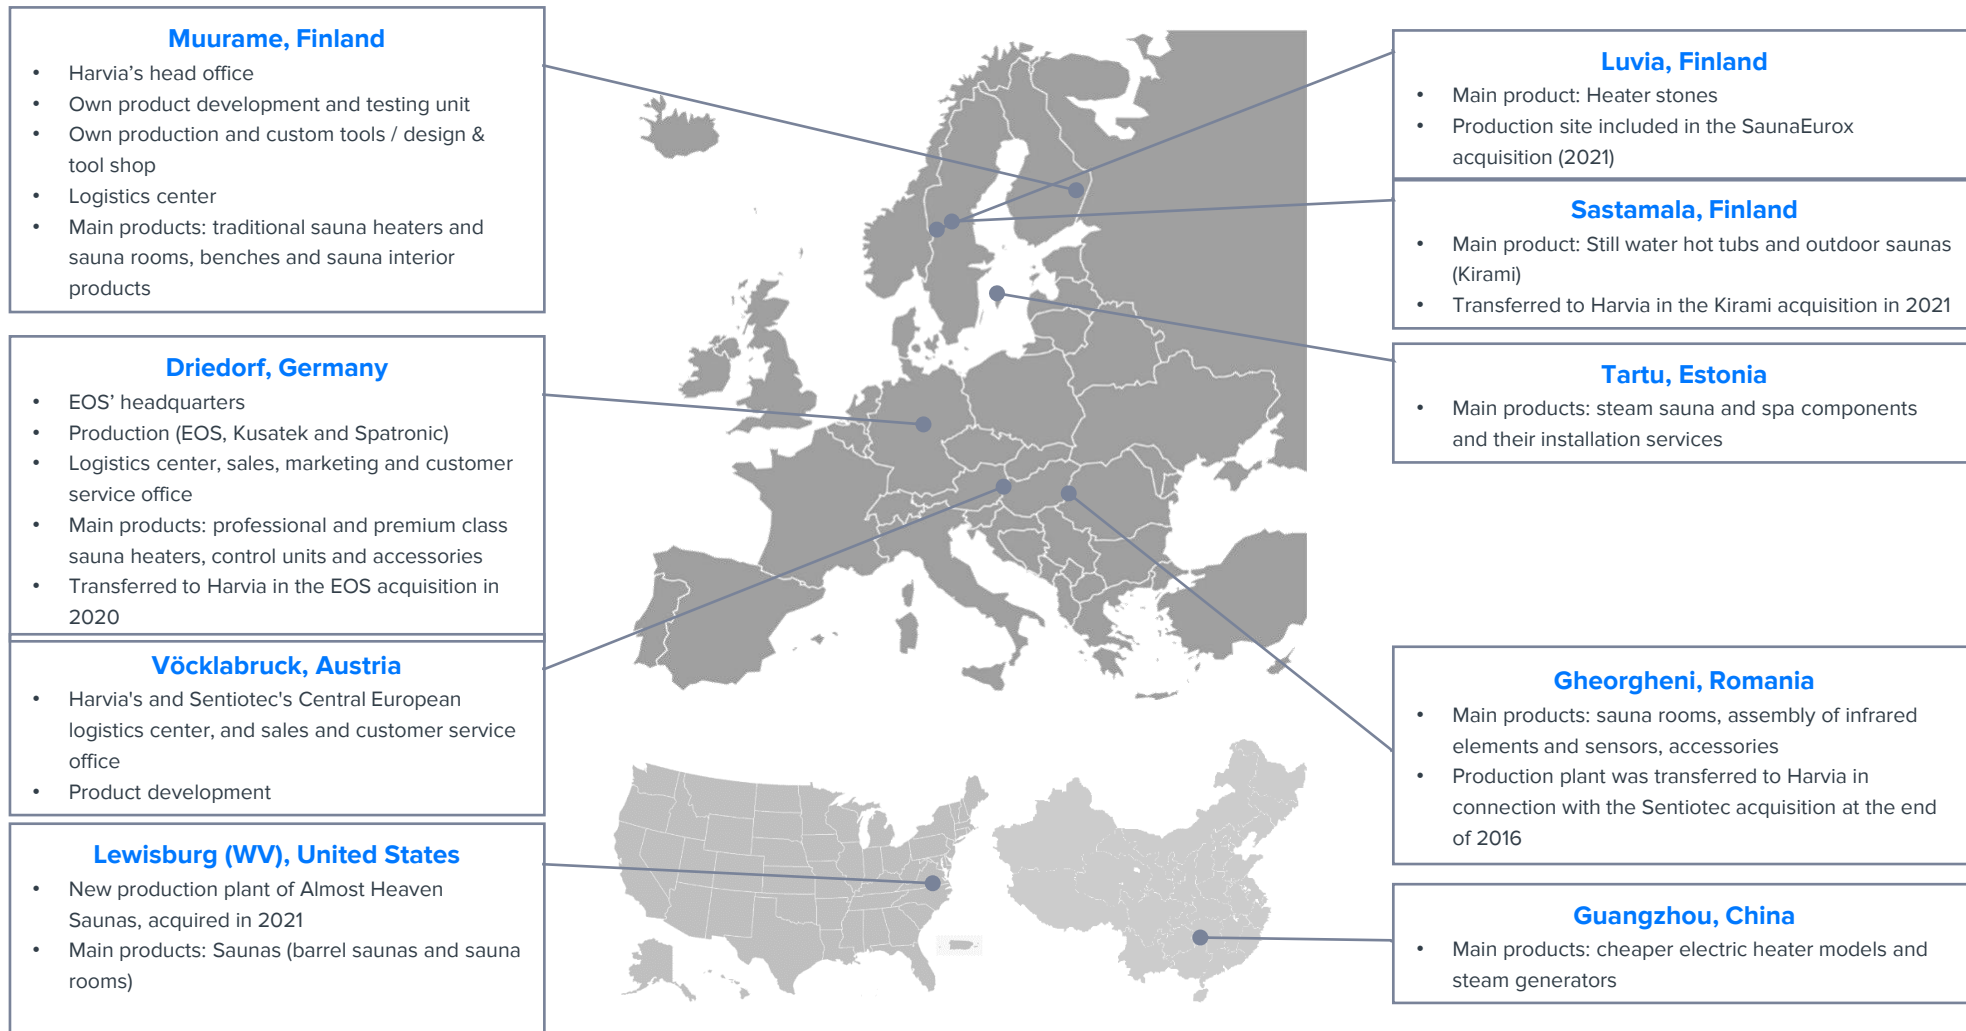 Muurame, Finland
• Harvia's head office
• Own product development and testing unit
• Own production and custom tools / design &
tool shop
• Logistics center
• Main products: traditional sauna heaters and
sauna rooms, benches and sauna interior
products
Driedorf, Germany
• EOS' headquarters
• Production (EOS, Kusatek and Spatronic)
• Logistics center, sales, marketing and customer
service office
• Main products: professional and premium class
sauna heaters, control units and accessories
• Transferred to Harvia in the EOS acquisition in
2020
Vöcklabruck, Austria
• Harvia's and Sentiotec's Central European
logistics center, and sales and customer service
office
• Product development
Lewisburg (WV), United States
• New production plant of Almost Heaven
Saunas, acquired in 2021
• Main products: Saunas (barrel saunas and sauna
rooms)
Luvia, Finland
• Main product: Heater stones
• Production site included in the SaunaEurox
acquisition (2021)
Sastamala, Finland
• Main product: Still water hot tubs and outdoor saunas
(Kirami)
• Transferred to Harvia in the Kirami acquisition in 2021
Tartu, Estonia
• Main products: steam sauna and spa components
and their installation services
Gheorgheni, Romania
• Main products: sauna rooms, assembly of infrared
elements and sensors, accessories
• Production plant was transferred to Harvia in
connection with the Sentiotec acquisition at the end
of 2016
Guangzhou, China
• Main products: cheaper electric heater models and
steam generators